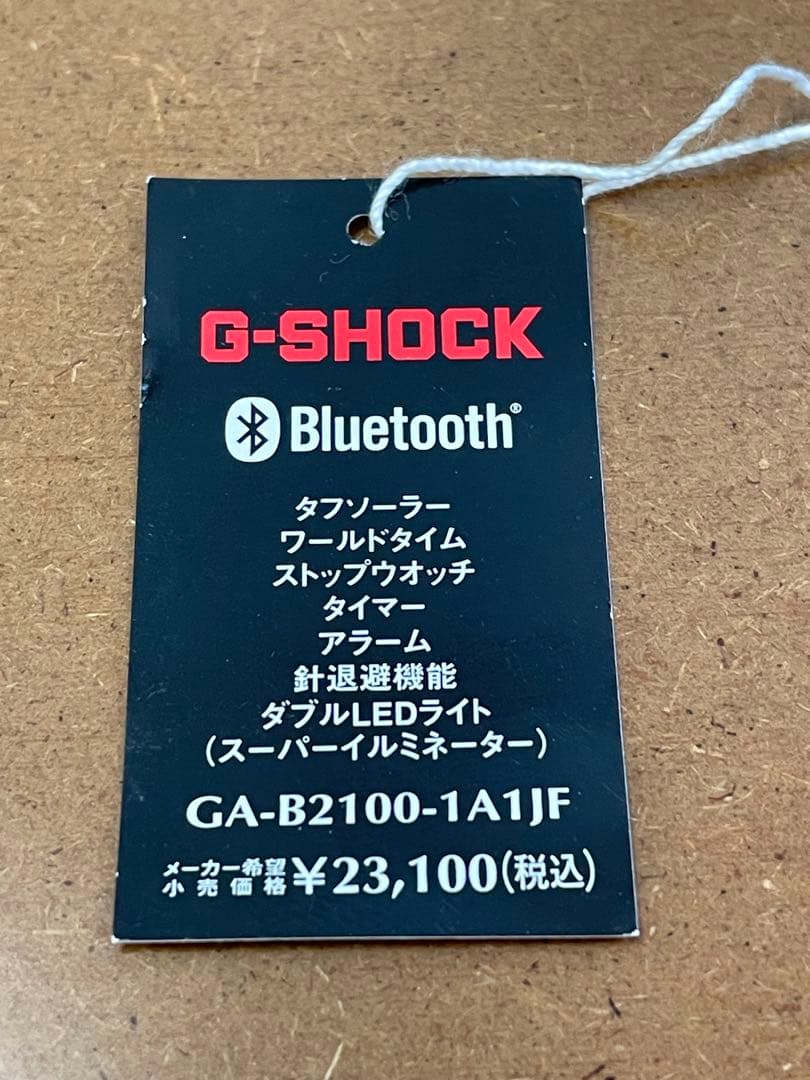 G-SHOCK
Bluetooth®
タフソーラー
ワールドタイム
ストップウオッチ
タイマー
アラーム
針退避機能
ダブルLEDライト
(スーパーイルミネーター)
GA-B2100-1A1JF
メーカー希望小売価格 ¥23,100(税込)